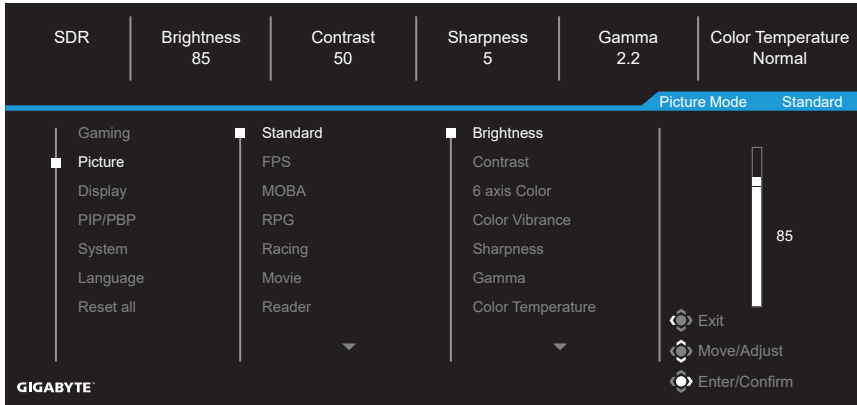 SDR
Brightness
85
Contrast
50
Sharpness
5
Gamma
2.2
Color Temperature
Normal
Picture Mode Standard
Gaming
Picture
Display
PIP/PBP
System
Language
Reset all
Standard
FPS
MOBA
RPG
Racing
Movie
Reader
Brightness
Contrast
6 axis Color
Color Vibrance
Sharpness
Gamma
Color Temperature
85
Exit
Move/Adjust
Enter/Confirm
GIGABYTE™